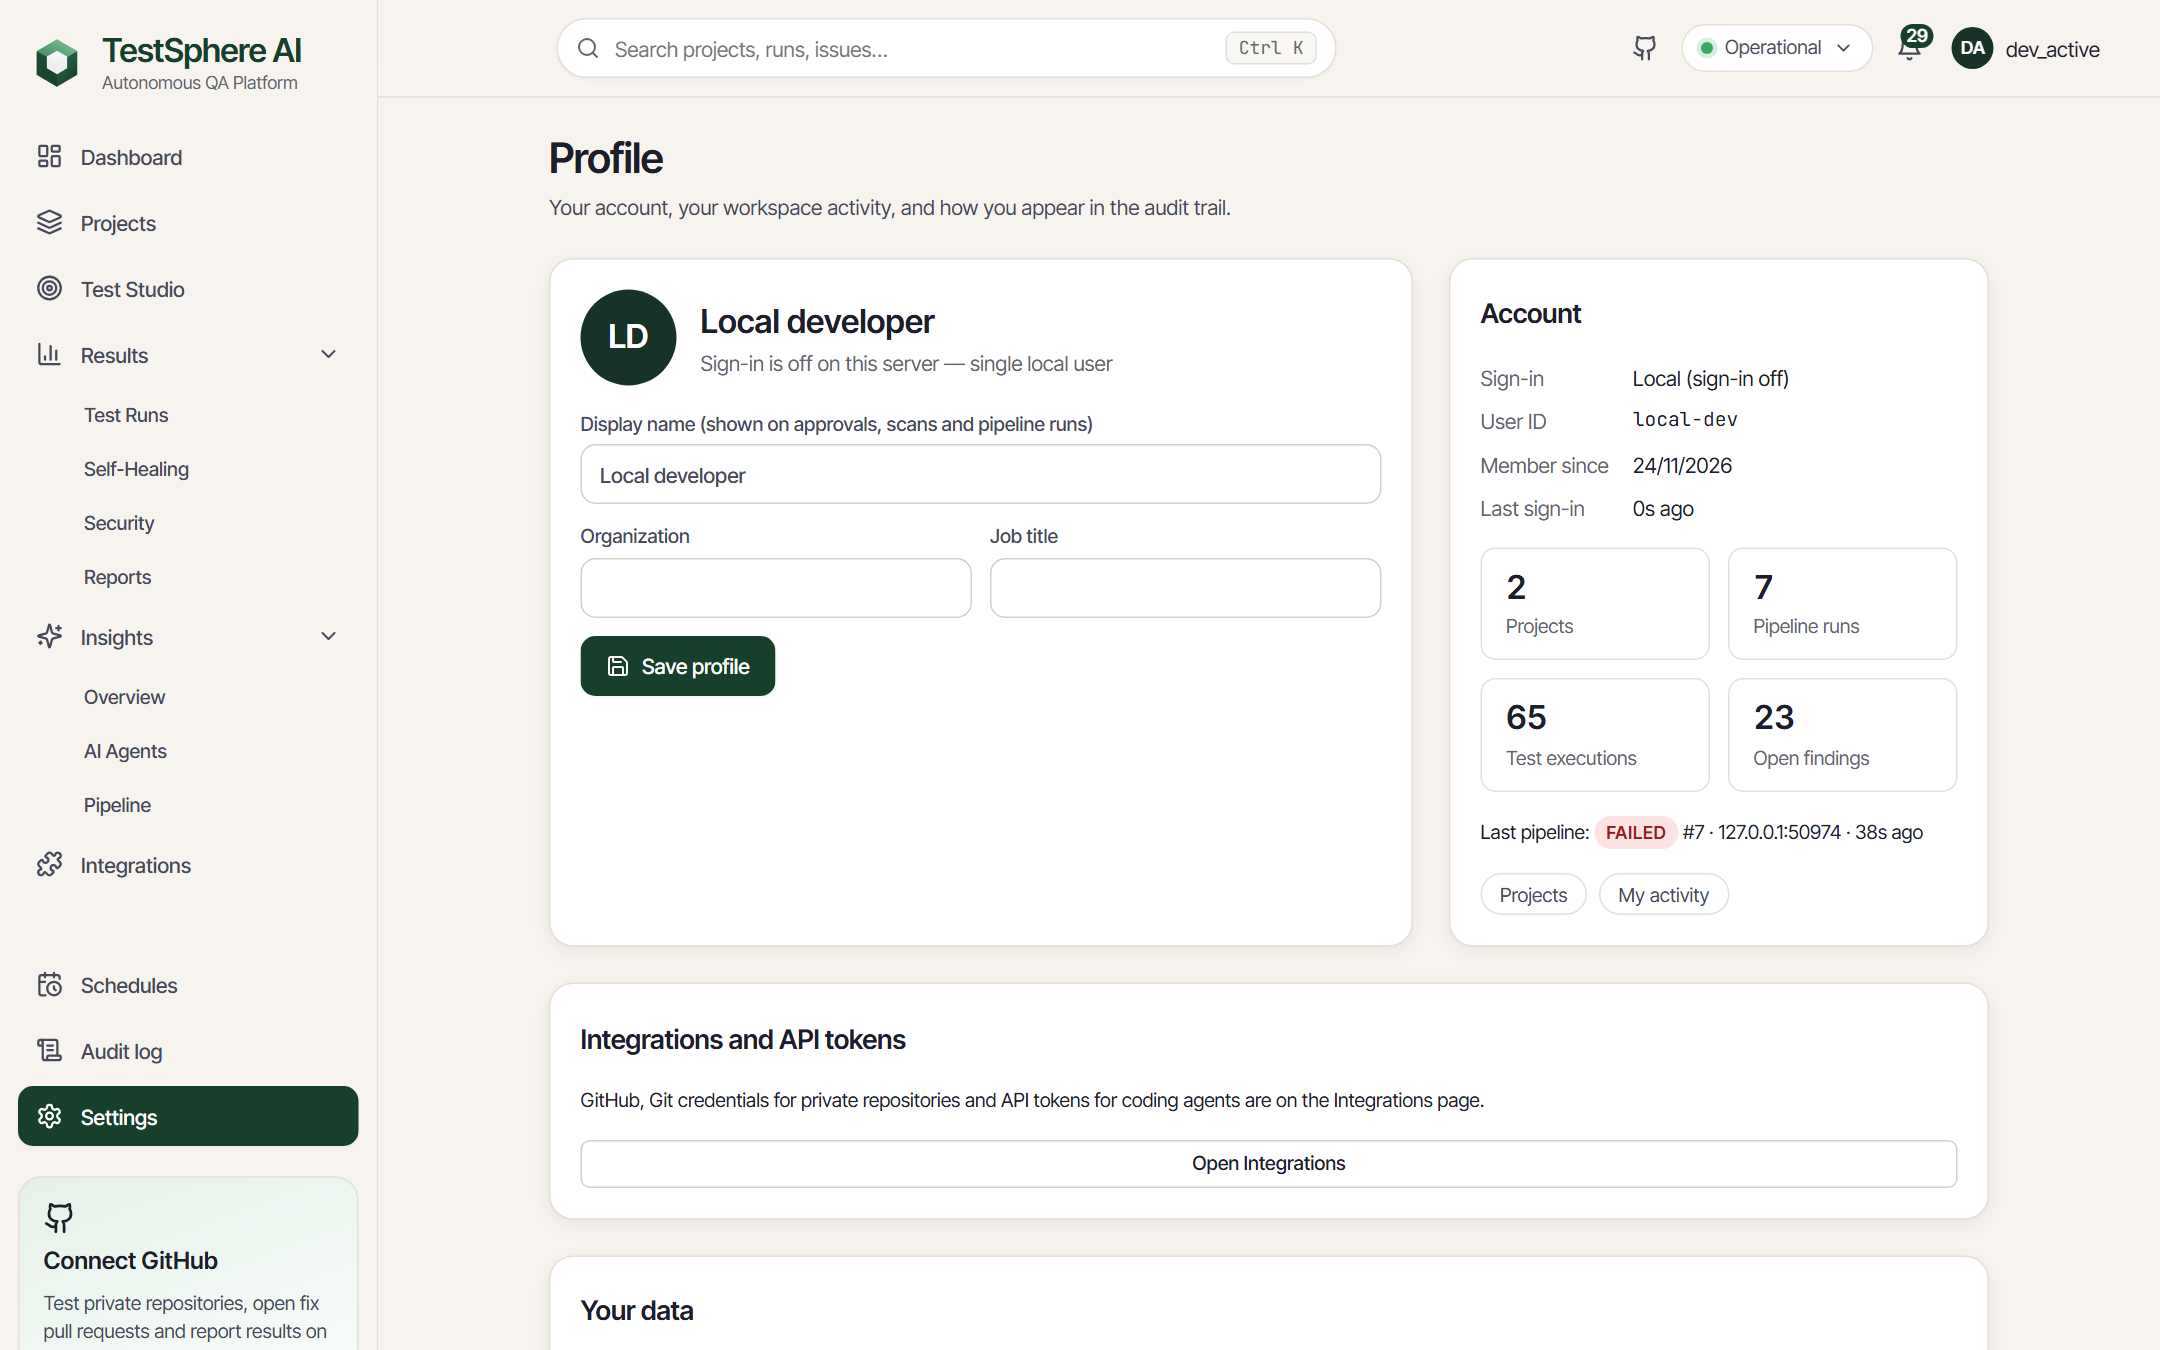 TestSphere AI
Autonomous QA Platform
Search projects, runs, issues...
Ctrl K
Operational
29
DA
dev_active
Dashboard
Projects
Test Studio
Results
Test Runs
Self-Healing
Security
Reports
Insights
Overview
AI Agents
Pipeline
Integrations
Schedules
Audit log
Settings
Connect GitHub
Test private repositories, open fix
pull requests and report results on
Profile
Your account, your workspace activity, and how you appear in the audit trail.
LD
Local developer
Sign-in is off on this server — single local user
Display name (shown on approvals, scans and pipeline runs)
Local developer
Organization
Job title
Save profile
Account
Sign-in Local (sign-in off)
User ID local-dev
Member since 24/11/2026
Last sign-in 0s ago
2
Projects
7
Pipeline runs
65
Test executions
23
Open findings
Last pipeline: FAILED #7 · 127.0.0.1:50974 · 38s ago
Projects
My activity
Integrations and API tokens
GitHub, Git credentials for private repositories and API tokens for coding agents are on the Integrations page.
Open Integrations
Your data